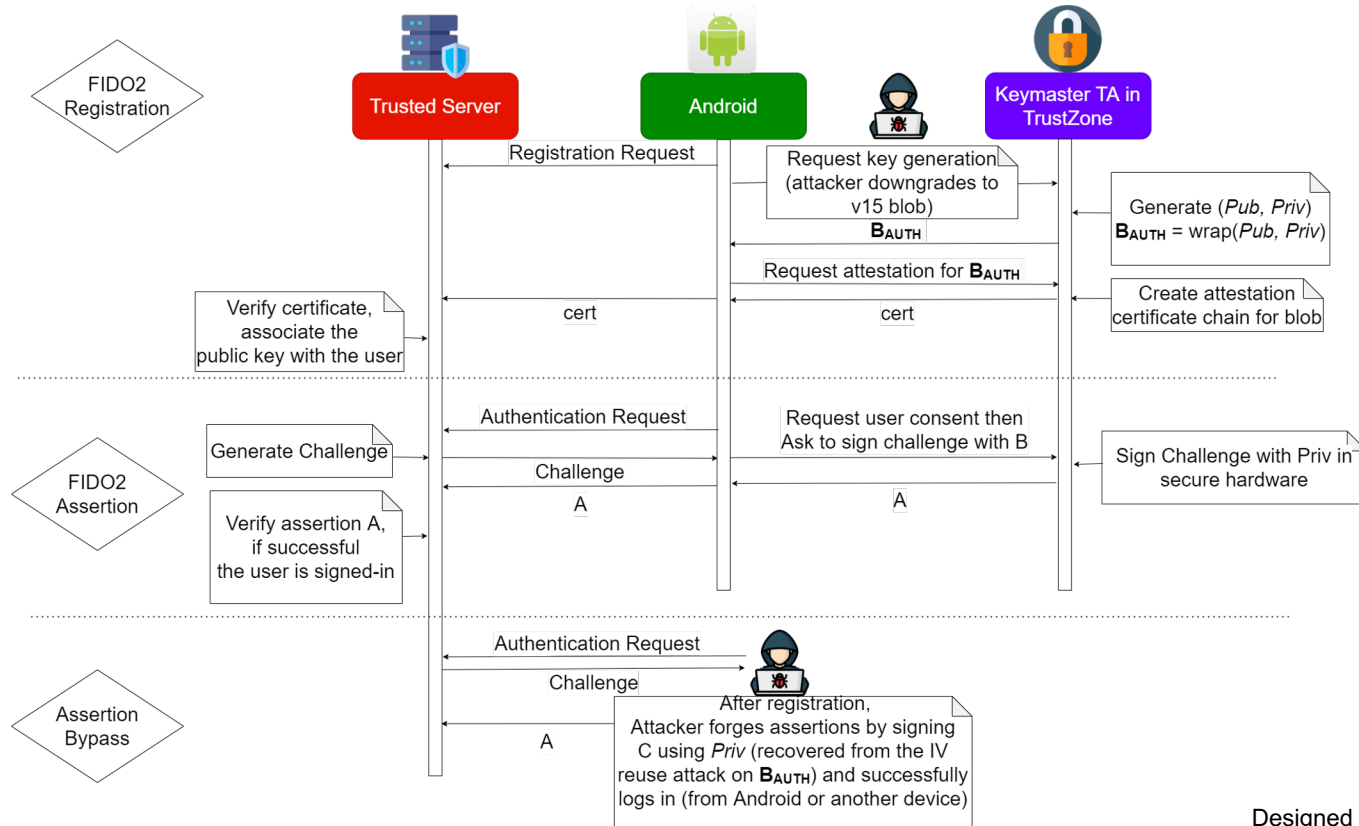 FIDO2
Registration
Trusted Server
Android
Keymaster TA in
TrustZone
Registration Request
Request key generation
(attacker downgrades to
v15 blob)
Generate (Pub, Priv)
BAUTH = wrap(Pub, Priv)
BAUTH
Request attestation for BAUTH
Create attestation
certificate chain for blob
cert
cert
Verify certificate,
associate the
public key with the user
FIDO2
Assertion
Authentication Request
Request user consent then
Ask to sign challenge with B
Generate Challenge
Challenge
Sign Challenge with Priv in
secure hardware
A
A
Verify assertion A,
if successful
the user is signed-in
Assertion
Bypass
Authentication Request
Challenge
A
After registration,
Attacker forges assertions by signing
C using Priv (recovered from the IV
reuse attack on BAUTH) and successfully
logs in (from Android or another device)
Designed